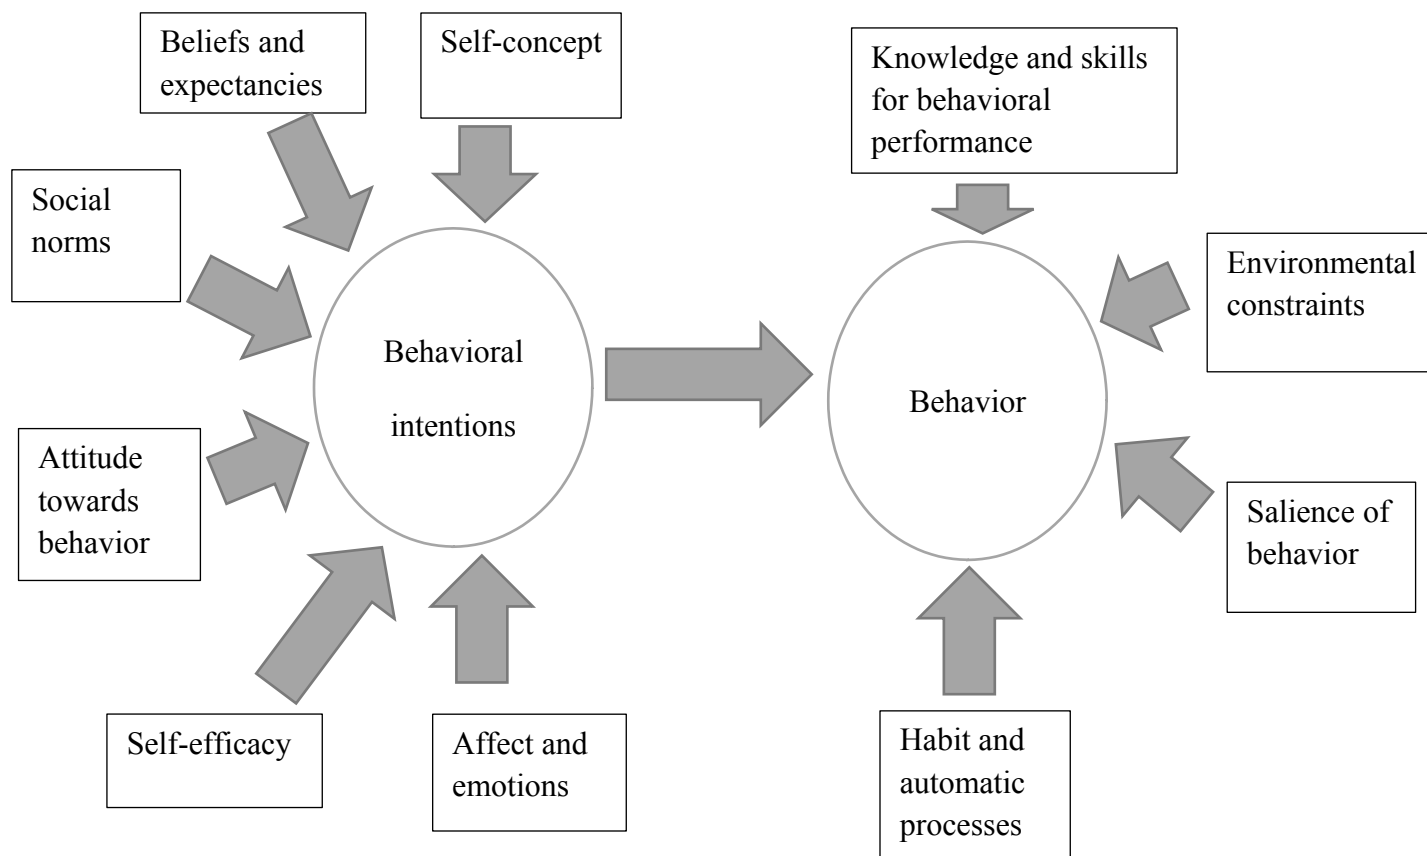 Beliefs and
expectancies
Self-concept
Knowledge and skills
for behavioral
performance
Social
norms
Environmental
constraints
Behavioral
intentions
Behavior
Attitude
towards
behavior
Salience of
behavior
Self-efficacy
Affect and
emotions
Habit and
automatic
processes